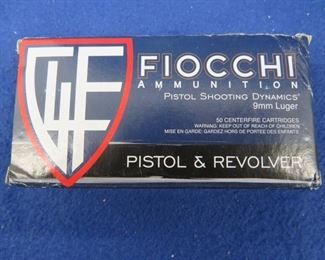 GFL
FIOCCHI
AMMUNITION
PISTOL SHOOTING DYNAMICS
9mm Luger
50 CENTERFIRE CARTRIDGES
WARNING: KEEP OUT OF REACH OF CHILDREN
MISE EN GARDE: GARDEZ HORS DE PORTEE DES ENFANTS
PISTOL & REVOLVER